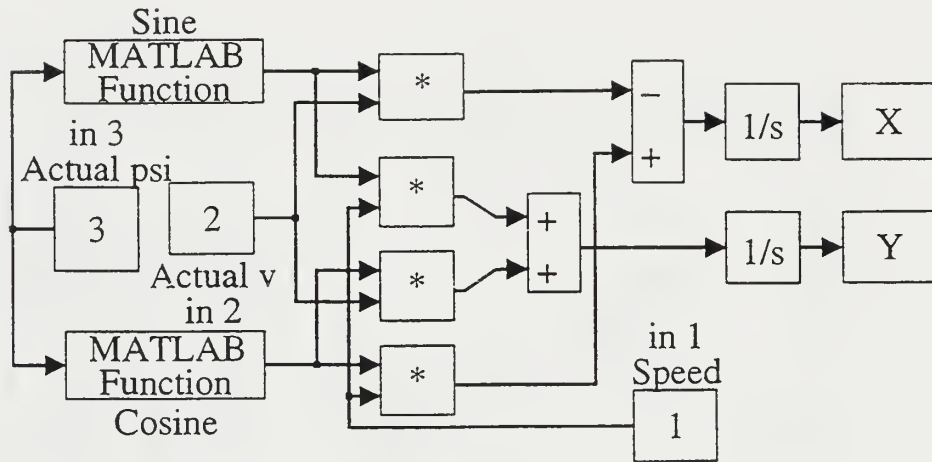 Sine
MATLAB
Function
*
−
+
1/s
X
in 3
Actual psi
3
2
*
+
+
1/s
Y
Actual v
in 2
*
MATLAB
Function
Cosine
*
in 1
Speed
1